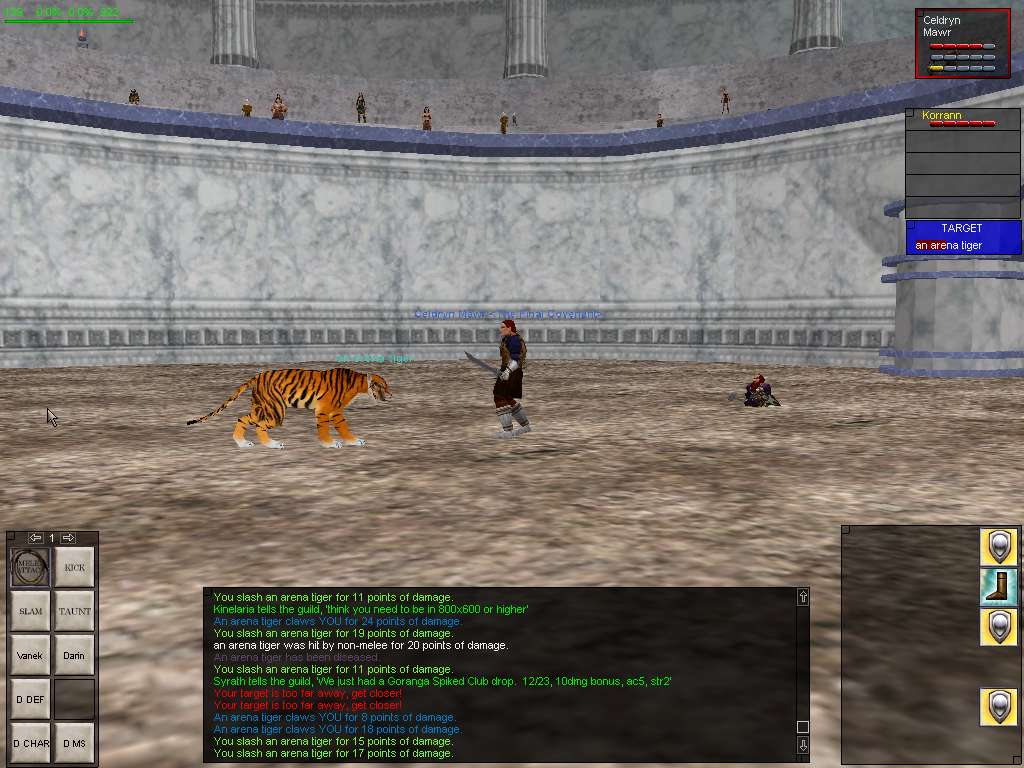 Celdryn
Mawr
Korrann
TARGET
an arena tiger
Celdryn Mawr - The Final Covenant
1
MELEE ATTACK
KICK
SLAM
TAUNT
Vanek
Darin
D DEF
D CHAR
D MS
You slash an arena tiger for 11 points of damage.
Kinelaria tells the guild, 'think you need to be in 800x600 or higher'
An arena tiger claws YOU for 24 points of damage.
You slash an arena tiger for 19 points of damage.
an arena tiger was hit by non-melee for 20 points of damage.
An arena tiger has been diseased.
You slash an arena tiger for 11 points of damage.
Syrath tells the guild, 'We just had a Goranga Spiked Club drop.  12/23, 10dmg bonus, ac5, str2'
Your target is too far away, get closer!
Your target is too far away, get closer!
An arena tiger claws YOU for 8 points of damage.
An arena tiger claws YOU for 18 points of damage.
You slash an arena tiger for 15 points of damage.
You slash an arena tiger for 17 points of damage.